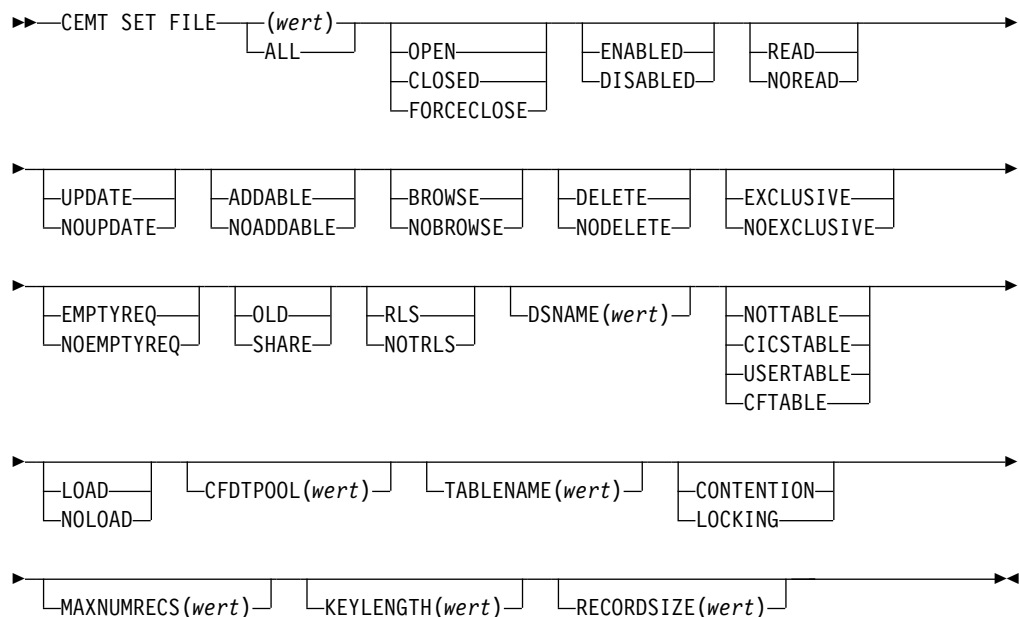 CEMT SET FILE (wert) OPEN ENABLED READ
ALL CLOSED DISABLED NOREAD
FORCECLOSE
UPDATE ADDABLE BROWSE DELETE EXCLUSIVE
NOUPDATE NOADDABLE NOBROWSE NODELETE NOEXCLUSIVE
EMPTYREQ OLD RLS DSNAME(wert) NOTTABLE
NOEMPTYREQ SHARE NOTRLS CICSTABLE
USERTABLE
CFTABLE
LOAD CFDTPOOL(wert) TABLENAME(wert) CONTENTION
NOLOAD LOCKING
MAXNUMRECS(wert) KEYLENGTH(wert) RECORDSIZE(wert)